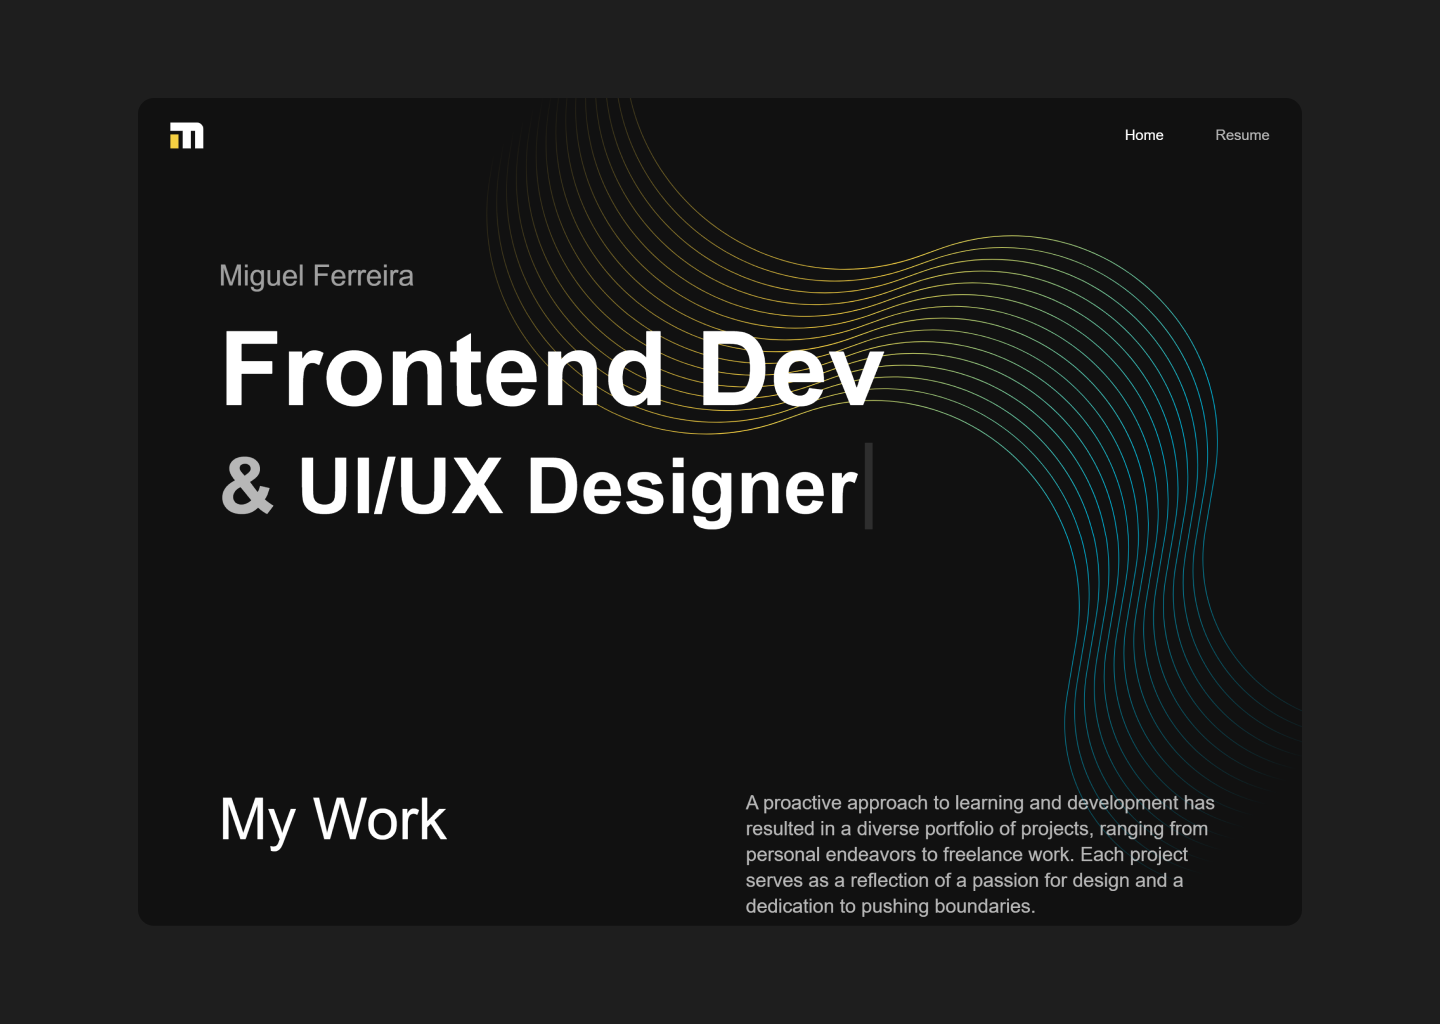 Home
Resume
Miguel Ferreira
Frontend Dev
& UI/UX Designer
My Work
A proactive approach to learning and development has
resulted in a diverse portfolio of projects, ranging from
personal endeavors to freelance work. Each project
serves as a reflection of a passion for design and a
dedication to pushing boundaries.